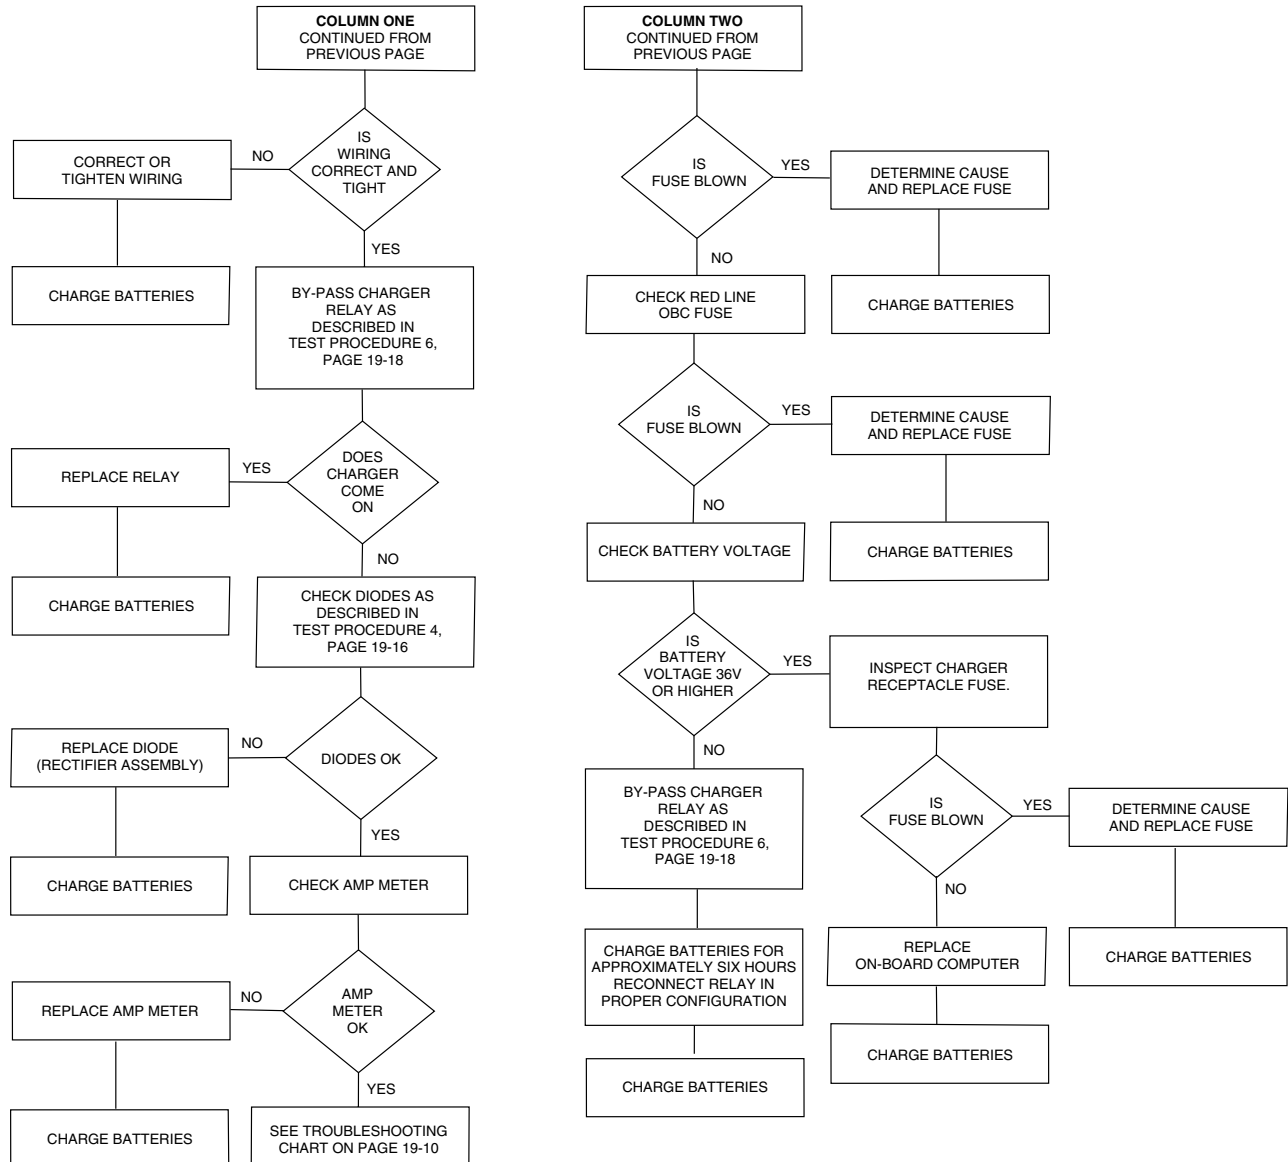 COLUMN ONE
CONTINUED FROM
PREVIOUS PAGE
IS
WIRING
CORRECT AND
TIGHT
NO
CORRECT OR
TIGHTEN WIRING
CHARGE BATTERIES
YES
BY-PASS CHARGER
RELAY AS
DESCRIBED IN
TEST PROCEDURE 6,
PAGE 19-18
DOES
CHARGER
COME
ON
YES
REPLACE RELAY
CHARGE BATTERIES
NO
CHECK DIODES AS
DESCRIBED IN
TEST PROCEDURE 4,
PAGE 19-16
DIODES OK
NO
REPLACE DIODE
(RECTIFIER ASSEMBLY)
CHARGE BATTERIES
YES
CHECK AMP METER
AMP
METER
OK
NO
REPLACE AMP METER
CHARGE BATTERIES
YES
SEE TROUBLESHOOTING
CHART ON PAGE 19-10
COLUMN TWO
CONTINUED FROM
PREVIOUS PAGE
IS
FUSE BLOWN
YES
DETERMINE CAUSE
AND REPLACE FUSE
CHARGE BATTERIES
NO
CHECK RED LINE
OBC FUSE
IS
FUSE BLOWN
YES
DETERMINE CAUSE
AND REPLACE FUSE
CHARGE BATTERIES
NO
CHECK BATTERY VOLTAGE
IS
BATTERY
VOLTAGE 36V
OR HIGHER
YES
INSPECT CHARGER
RECEPTACLE FUSE.
IS
FUSE BLOWN
YES
DETERMINE CAUSE
AND REPLACE FUSE
CHARGE BATTERIES
NO
REPLACE
ON-BOARD COMPUTER
CHARGE BATTERIES
NO
BY-PASS CHARGER
RELAY AS
DESCRIBED IN
TEST PROCEDURE 6,
PAGE 19-18
CHARGE BATTERIES FOR
APPROXIMATELY SIX HOURS
RECONNECT RELAY IN
PROPER CONFIGURATION
CHARGE BATTERIES